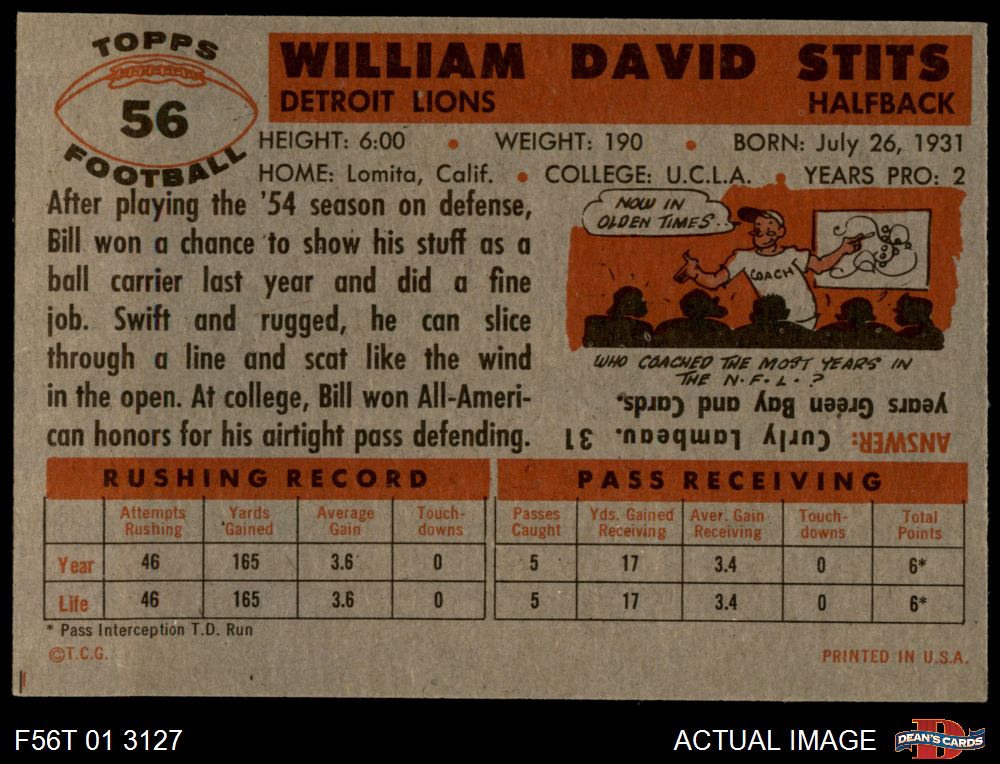 TOPPS
56
FOOTBALL
WILLIAM DAVID STITS
DETROIT LIONS HALFBACK
HEIGHT: 6:00 • WEIGHT: 190 • BORN: July 26, 1931
HOME: Lomita, Calif. • COLLEGE: U.C.L.A. • YEARS PRO: 2
After playing the '54 season on defense,
Bill won a chance to show his stuff as a
ball carrier last year and did a fine
job. Swift and rugged, he can slice
through a line and scat like the wind
in the open. At college, Bill won All-Ameri-
can honors for his airtight pass defending.
NOW IN
OLDEN TIMES..
COACH
WHO COACHED THE MOST YEARS IN
THE N.F.L.?
ANSWER: Curly Lambeau. 31
years Green Bay and Cards.
RUSHING RECORD
Attempts Rushing Yards Gained Average Gain Touch-downs
Year 46 165 3.6 0
Life 46 165 3.6 0
PASS RECEIVING
Passes Caught Yds. Gained Receiving Aver. Gain Receiving Touch-downs Total Points
5 17 3.4 0 6*
5 17 3.4 0 6*
* Pass Interception T.D. Run
©T.C.G. PRINTED IN U.S.A.
F56T 01 3127 ACTUAL IMAGE
D
DEAN'S CARDS